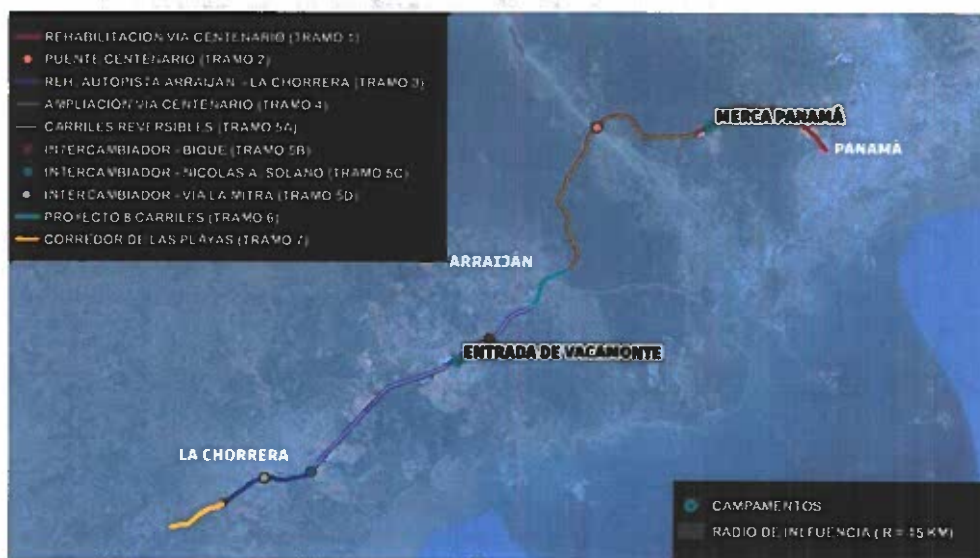 REHABILITACION VIA CENTENARIO (TRAMO 1)
PUENTE CENTENARIO (TRAMO 2)
REH. AUTOPISTA ARRAIJAN - LA CHORRERA (TRAMO 3)
AMPLIACIÓN VIA CENTENARIO (TRAMO 4)
CARRILES REVERSIBLES (TRAMO 5A)
INTERCAMBIADOR - BIQUE (TRAMO 5B)
INTERCAMBIADOR - NICOLAS A. SOLANO (TRAMO 5C)
INTERCAMBIADOR - VIA LA MITRA (TRAMO 5D)
PROYECTO 8 CARRILES (TRAMO 6)
CORREDOR DE LAS PLAYAS (TRAMO 7)
MERCA PANAMÁ
PANAMÁ
ARRAIJÁN
ENTRADA DE VACAMONTE
LA CHORRERA
CAMPAMENTOS
RADIO DE INFLUENCIA ( R = 15 KM)